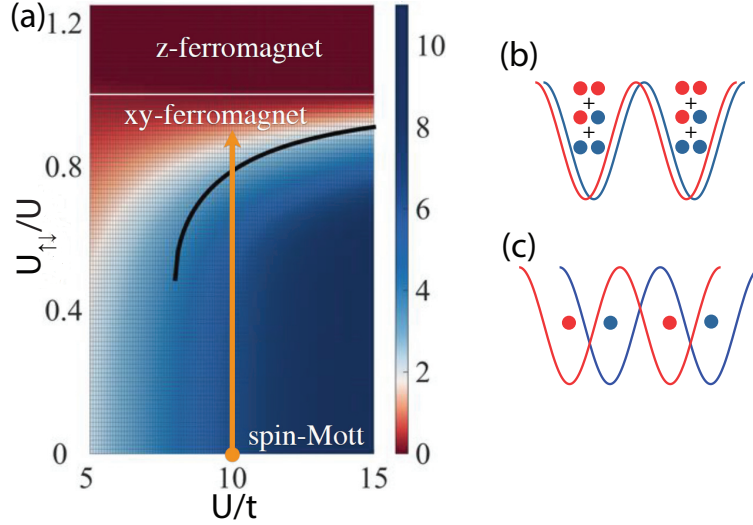 (a)
1.2
0.8
0.4
0
U↑↓/U
z-ferromagnet
xy-ferromagnet
spin-Mott
5
10
15
U/t
10
8
6
4
2
0
(b)
+
+
+
+
(c)